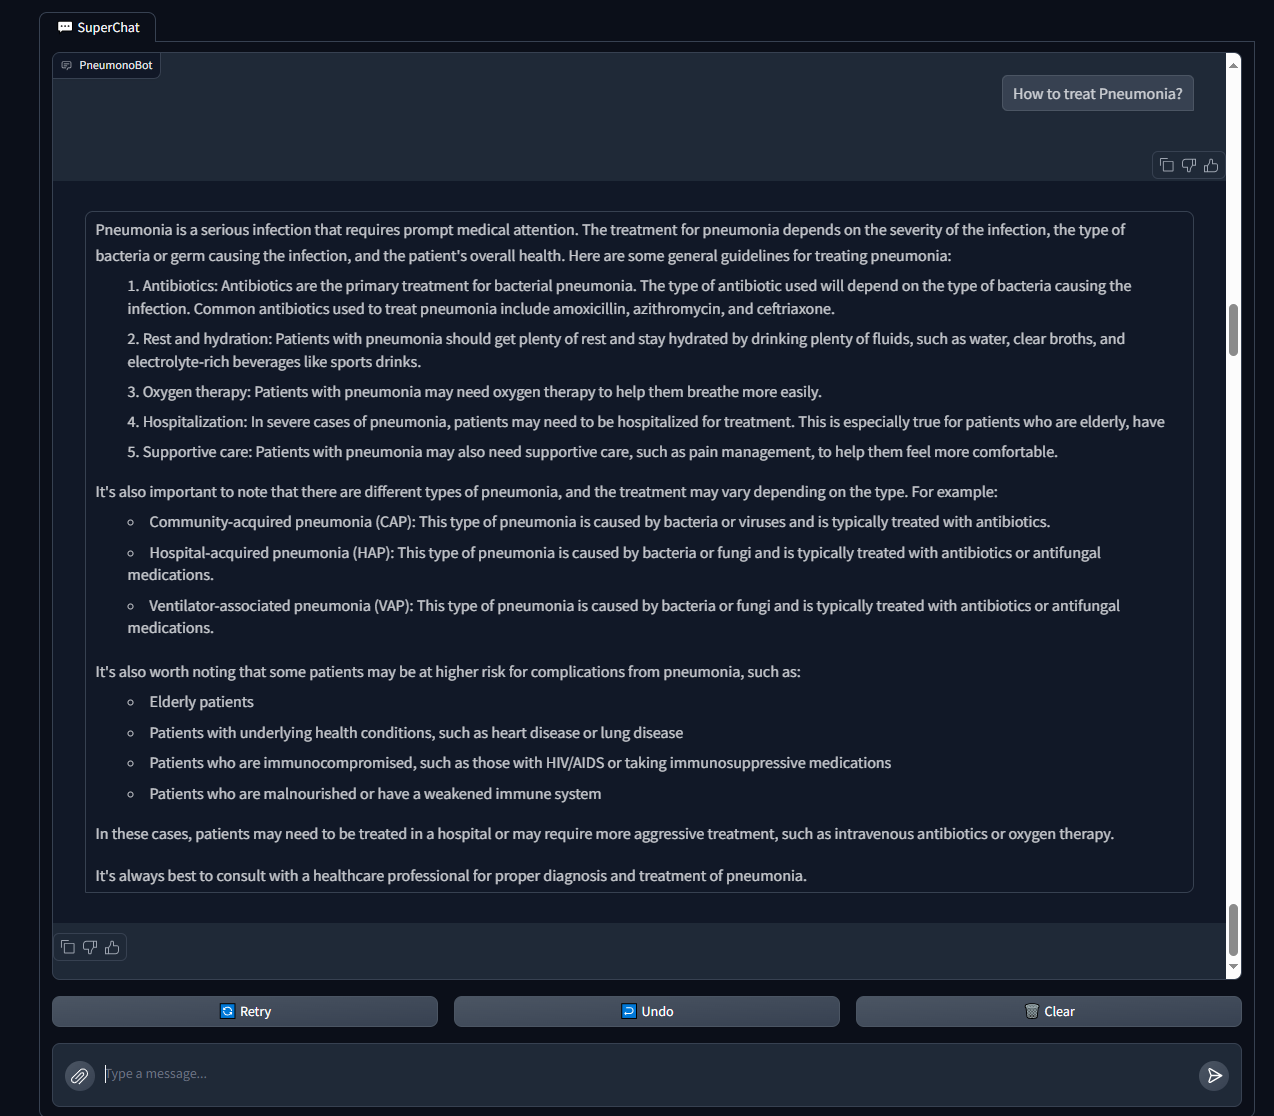 SuperChat
PneumonoBot
How to treat Pneumonia?
Pneumonia is a serious infection that requires prompt medical attention. The treatment for pneumonia depends on the severity of the infection, the type of
bacteria or germ causing the infection, and the patient's overall health. Here are some general guidelines for treating pneumonia:
1. Antibiotics: Antibiotics are the primary treatment for bacterial pneumonia. The type of antibiotic used will depend on the type of bacteria causing the
infection. Common antibiotics used to treat pneumonia include amoxicillin, azithromycin, and ceftriaxone.
2. Rest and hydration: Patients with pneumonia should get plenty of rest and stay hydrated by drinking plenty of fluids, such as water, clear broths, and
electrolyte-rich beverages like sports drinks.
3. Oxygen therapy: Patients with pneumonia may need oxygen therapy to help them breathe more easily.
4. Hospitalization: In severe cases of pneumonia, patients may need to be hospitalized for treatment. This is especially true for patients who are elderly, have
5. Supportive care: Patients with pneumonia may also need supportive care, such as pain management, to help them feel more comfortable.
It's also important to note that there are different types of pneumonia, and the treatment may vary depending on the type. For example:
○ Community-acquired pneumonia (CAP): This type of pneumonia is caused by bacteria or viruses and is typically treated with antibiotics.
○ Hospital-acquired pneumonia (HAP): This type of pneumonia is caused by bacteria or fungi and is typically treated with antibiotics or antifungal
medications.
○ Ventilator-associated pneumonia (VAP): This type of pneumonia is caused by bacteria or fungi and is typically treated with antibiotics or antifungal
medications.
It's also worth noting that some patients may be at higher risk for complications from pneumonia, such as:
○ Elderly patients
○ Patients with underlying health conditions, such as heart disease or lung disease
○ Patients who are immunocompromised, such as those with HIV/AIDS or taking immunosuppressive medications
○ Patients who are malnourished or have a weakened immune system
In these cases, patients may need to be treated in a hospital or may require more aggressive treatment, such as intravenous antibiotics or oxygen therapy.
It's always best to consult with a healthcare professional for proper diagnosis and treatment of pneumonia.
Retry
Undo
Clear
Type a message...